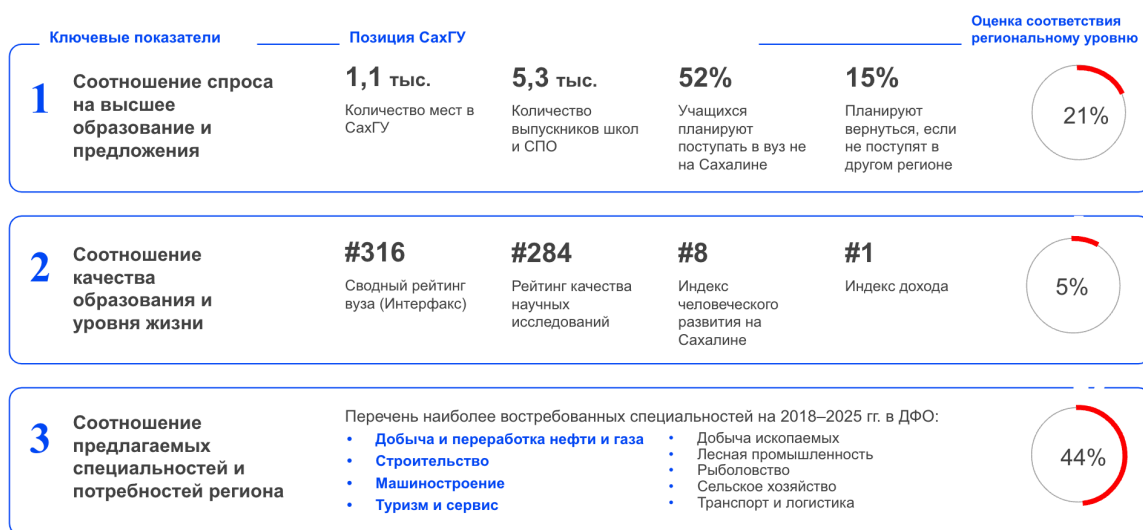 Ключевые показатели
Позиция СахГУ
Оценка соответствия
региональному уровню
1
Соотношение спроса
на высшее
образование и
предложения
1,1 тыс.
Количество мест в
СахГУ
5,3 тыс.
Количество
выпускников школ
и СПО
52%
Учащихся
планируют
поступать в вуз не
на Сахалине
15%
Планируют
вернуться, если
не поступят в
другом регионе
21%
2
Соотношение
качества
образования и
уровня жизни
#316
Сводный рейтинг
вуза (Интерфакс)
#284
Рейтинг качества
научных
исследований
#8
Индекс
человеческого
развития на
Сахалине
#1
Индекс дохода
5%
3
Соотношение
предлагаемых
специальностей и
потребностей региона
Перечень наиболее востребованных специальностей на 2018–2025 гг. в ДФО:
• Добыча и переработка нефти и газа
• Строительство
• Машиностроение
• Туризм и сервис
• Добыча ископаемых
• Лесная промышленность
• Рыболовство
• Сельское хозяйство
• Транспорт и логистика
44%